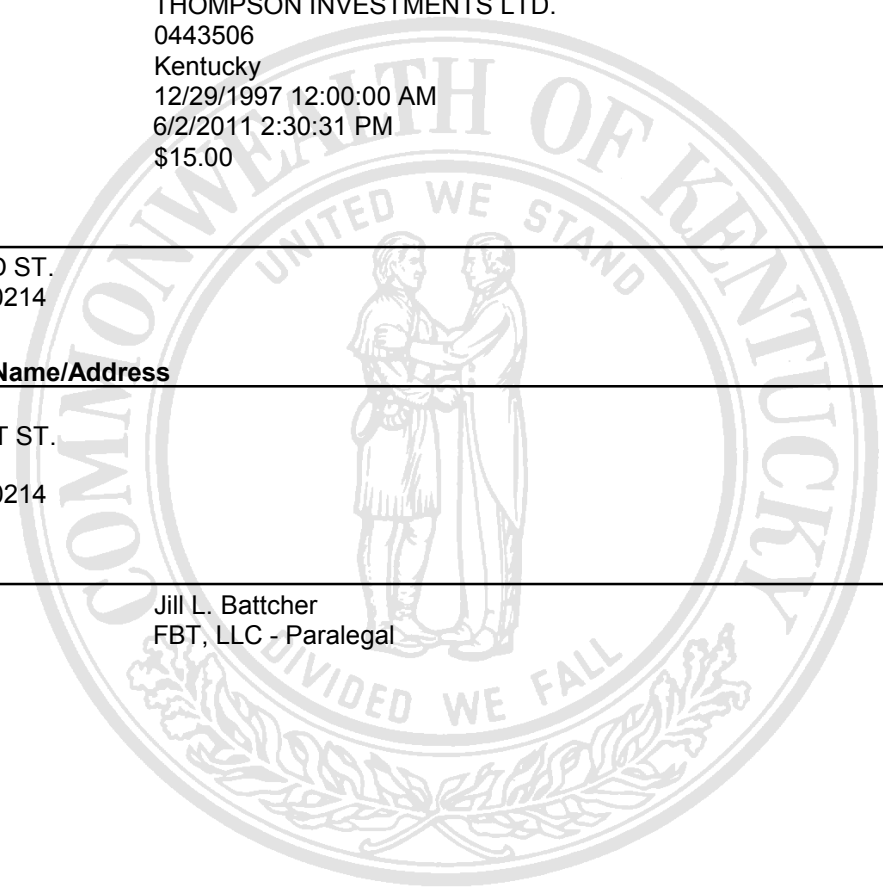 THOMPSON INVESTMENTS LTD.
0443506
Kentucky
12/29/1997 12:00:00 AM
6/2/2011 2:30:31 PM
$15.00
ST.
0214
Name/Address
T ST.
0214
Jill L. Battcher
FBT, LLC - Paralegal
COMMONWEALTH OF KENTUCKY
UNITED WE STAND
DIVIDED WE FALL